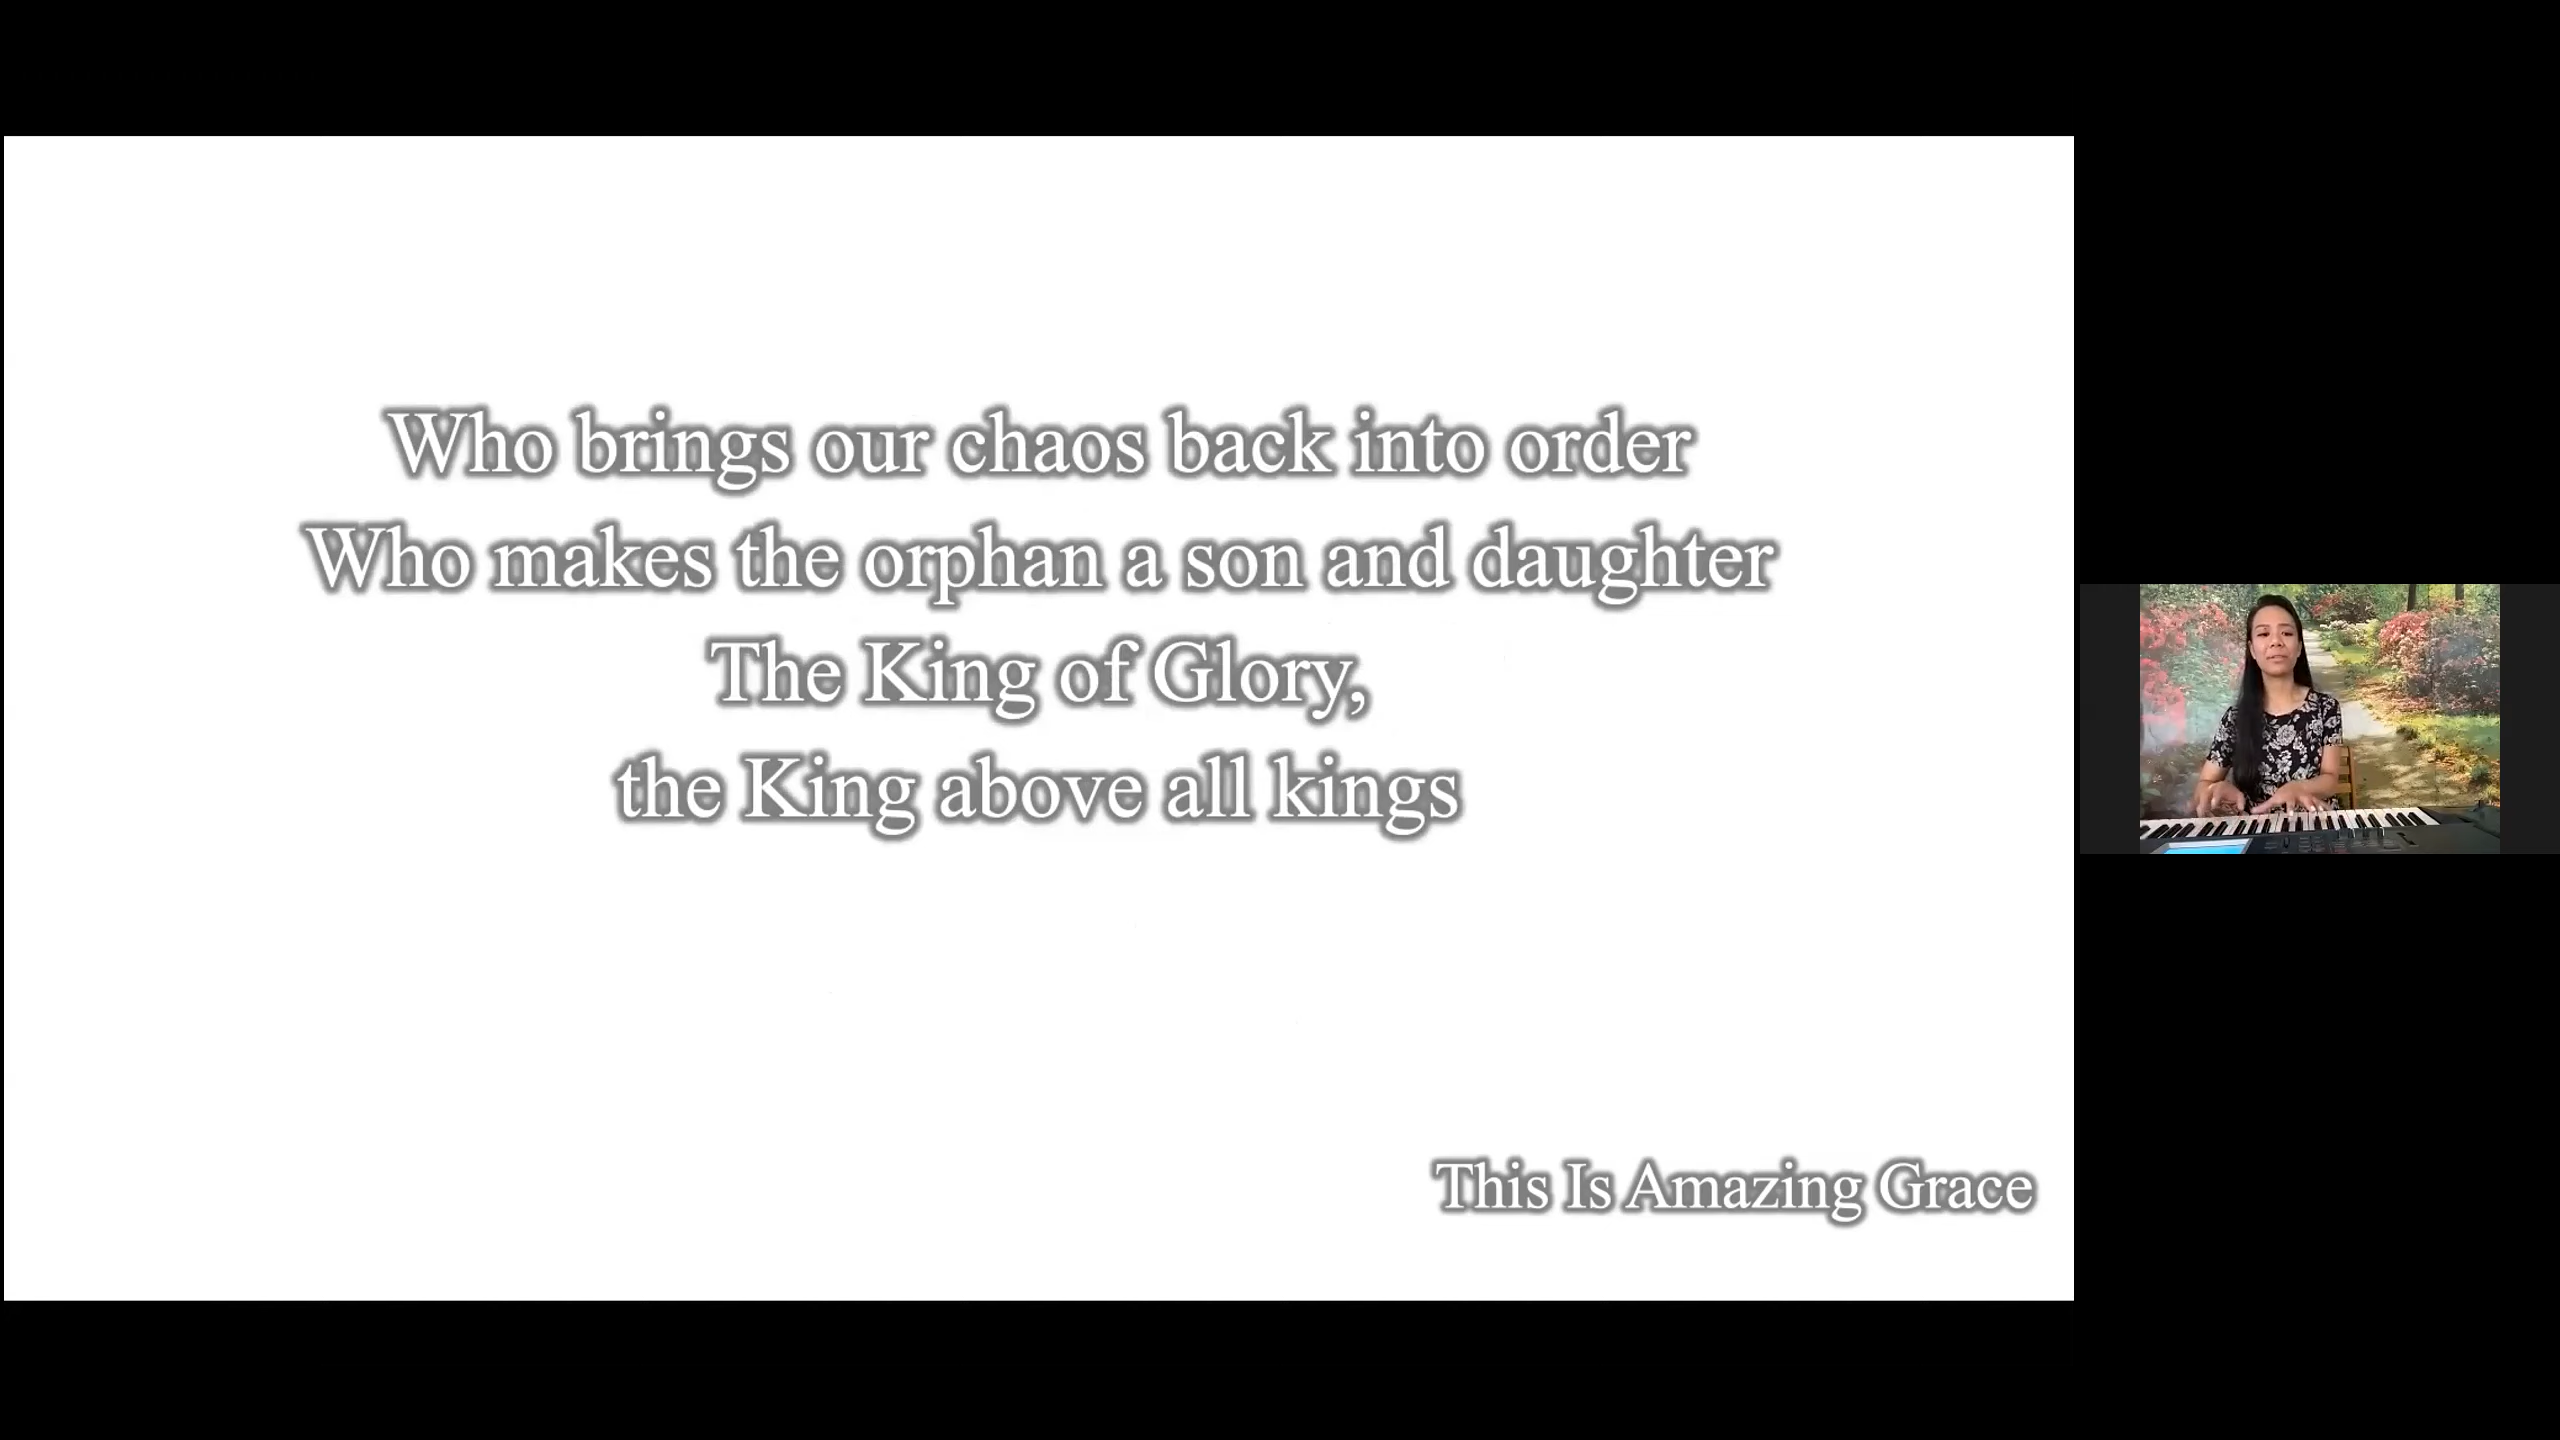 Who brings our chaos back into order
Who makes the orphan a son and daughter
The King of Glory,
the King above all kings
This Is Amazing Grace